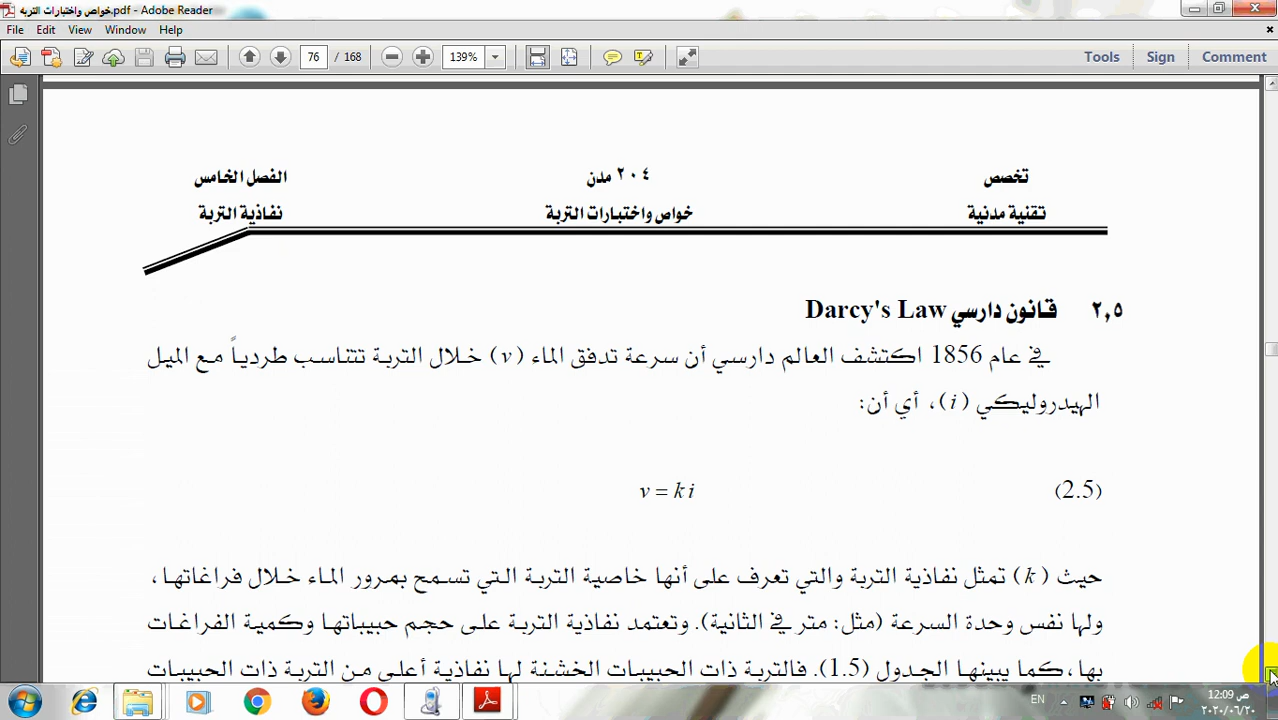 خواص واختبارات التربة.pdf - Adobe Reader
File Edit View Window Help
76 / 168 139% Tools Sign Comment
تخصص ٢٠٤ مدن الفصل الخامس
تقنية مدنية خواص واختبارات التربة نفاذية التربة
٢,٥ قانون دارسي Darcy's Law
في عام 1856 اكتشف العالم دارسي أن سرعة تدفق الماء (v) خلال التربة تتناسب طردياً مع الميل
الهيدروليكي (i)، أي أن:
v = k i (2.5)
حيث (k) تمثل نفاذية التربة والتي تعرف على أنها خاصية التربة التي تسمح بمرور الماء خلال فراغاتها،
ولها نفس وحدة السرعة (مثل: متر في الثانية). وتعتمد نفاذية التربة على حجم حبيباتها وكمية الفراغات
بها، كما يبينها الجدول (1.5). فالتربة ذات الحبيبات الخشنة لها نفاذية أعلى من التربة ذات الحبيبات
EN 12:09 ص
٢٠٢٠/٠٦/٢٠